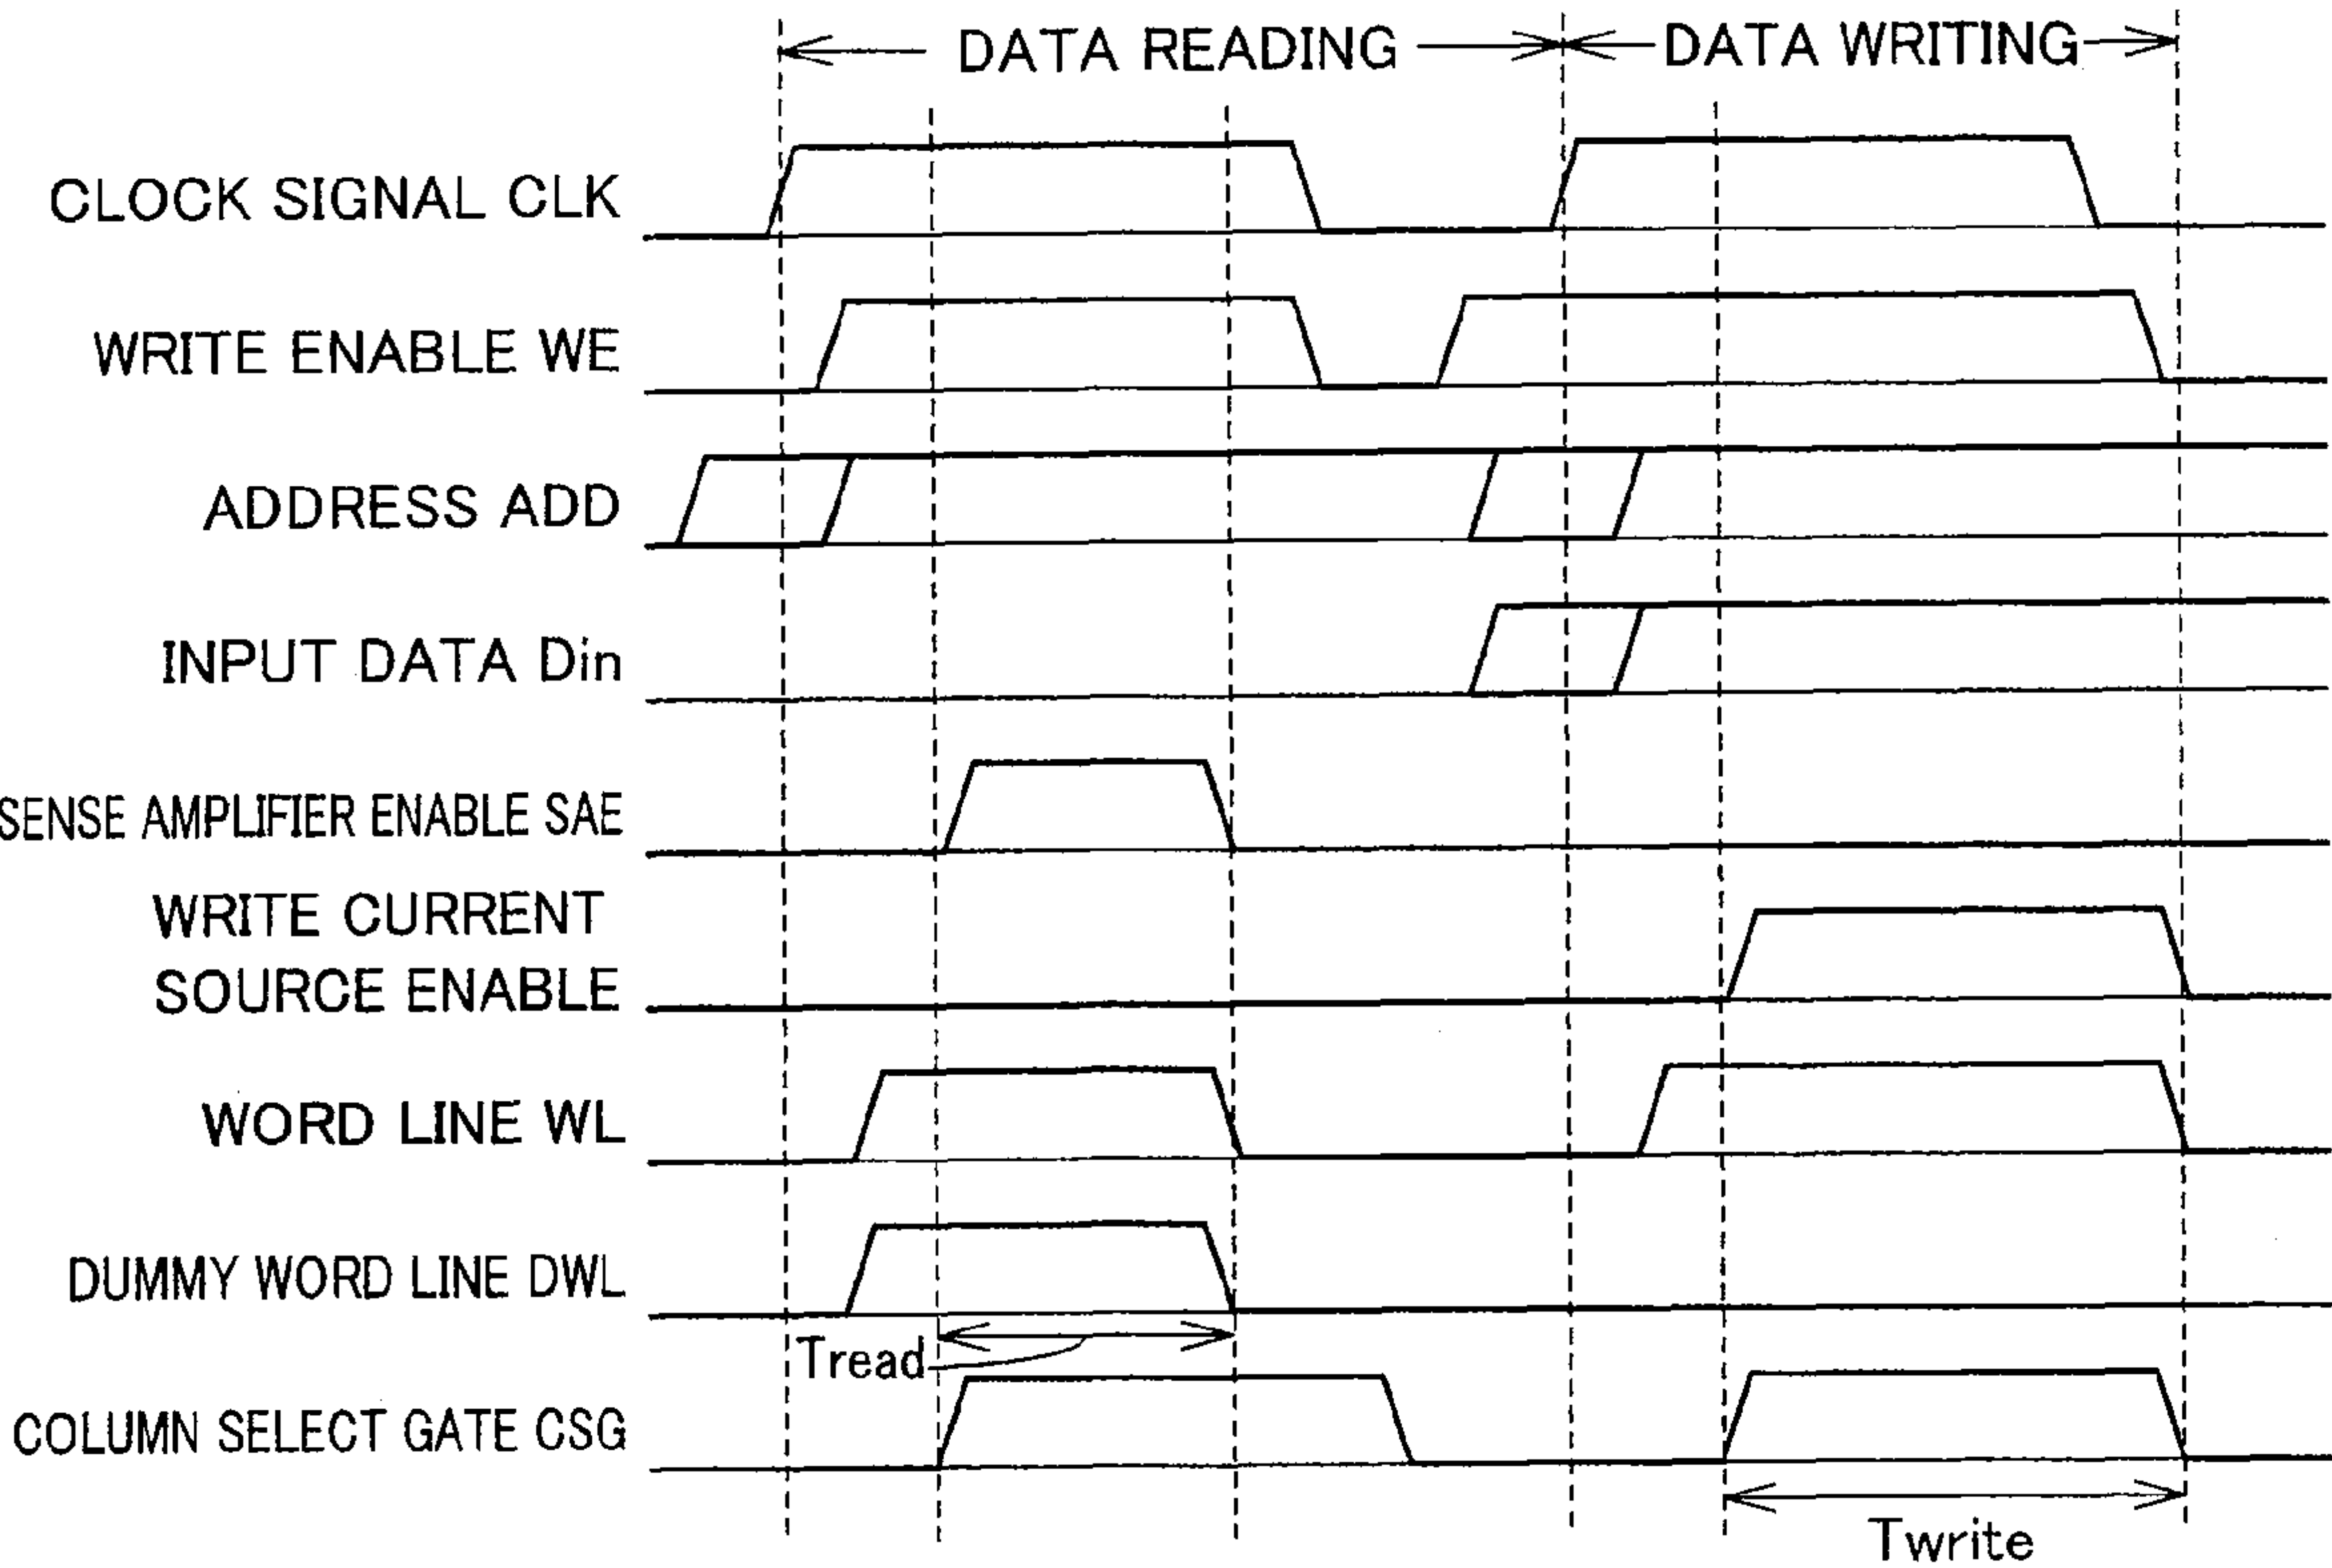 DATA READING DATA WRITING
CLOCK SIGNAL CLK
WRITE ENABLE WE
ADDRESS ADD
INPUT DATA Din
SENSE AMPLIFIER ENABLE SAE
WRITE CURRENT
SOURCE ENABLE
WORD LINE WL
DUMMY WORD LINE DWL
Tread
COLUMN SELECT GATE CSG
Twrite